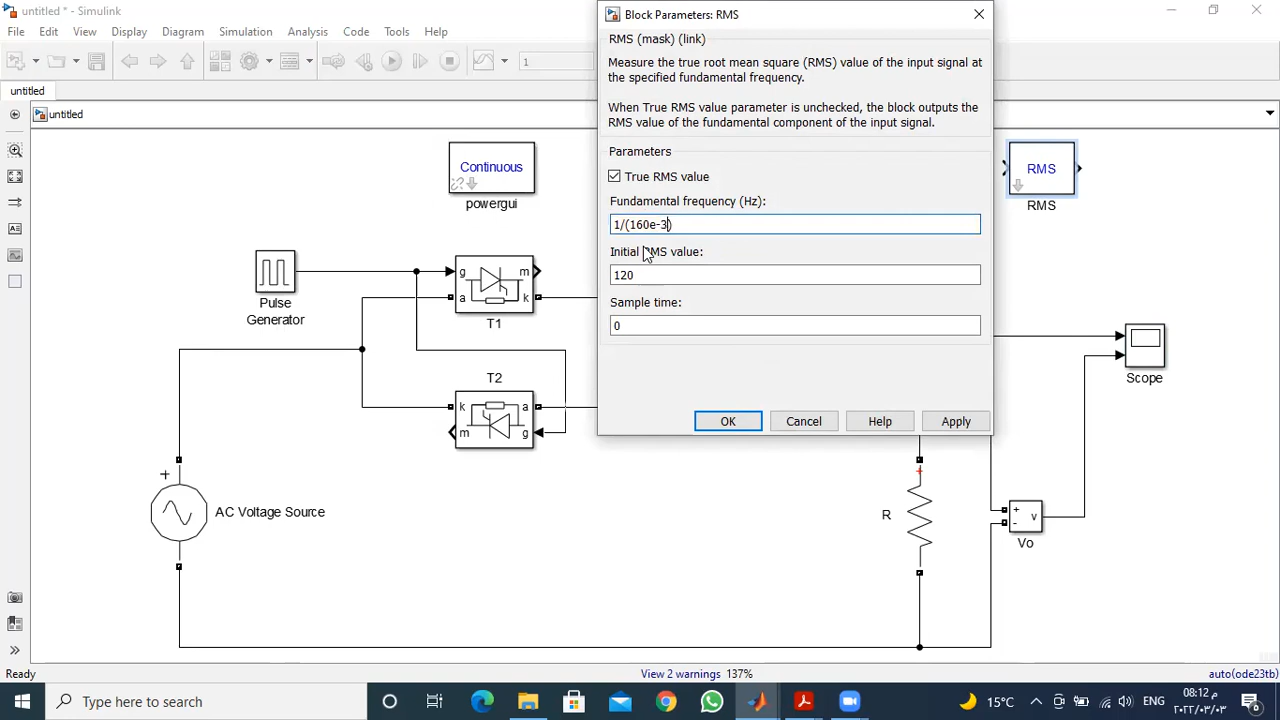 untitled * - Simulink
File Edit View Display Diagram Simulation Analysis Code Tools Help
1
untitled
untitled
Block Parameters: RMS
RMS (mask) (link)
Measure the true root mean square (RMS) value of the input signal at
the specified fundamental frequency.
When True RMS value parameter is unchecked, the block outputs the
RMS value of the fundamental component of the input signal.
Parameters
True RMS value
Fundamental frequency (Hz):
1/(160e-3)
Initial RMS value:
120
Sample time:
0
OK Cancel Help Apply
Continuous
powergui
RMS
RMS
Pulse
Generator
g m
a k
T1
T2
k a
m g
Scope
+
AC Voltage Source
+
R
+
-
v
Vo
Ready
View 2 warnings 137%
auto(ode23tb)
Type here to search
15°C
ENG
08:12 م
٢٠٢٢/٠٣/٠٣
6